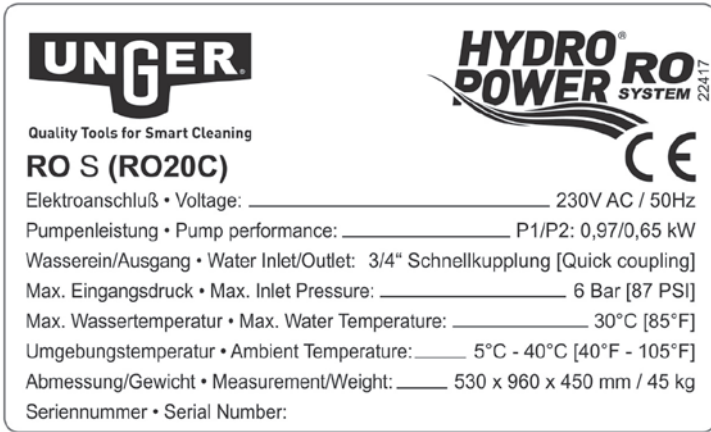 UNGER®
Quality Tools for Smart Cleaning
HYDRO®
POWER RO
SYSTEM
22417
CE
RO S (RO20C)
Elektroanschluß • Voltage: 230V AC / 50Hz
Pumpenleistung • Pump performance: P1/P2: 0,97/0,65 kW
Wasserein/Ausgang • Water Inlet/Outlet: 3/4“ Schnellkupplung [Quick coupling]
Max. Eingangsdruck • Max. Inlet Pressure: 6 Bar [87 PSI]
Max. Wassertemperatur • Max. Water Temperature: 30°C [85°F]
Umgebungstemperatur • Ambient Temperature: 5°C - 40°C [40°F - 105°F]
Abmessung/Gewicht • Measurement/Weight: 530 x 960 x 450 mm / 45 kg
Seriennummer • Serial Number: